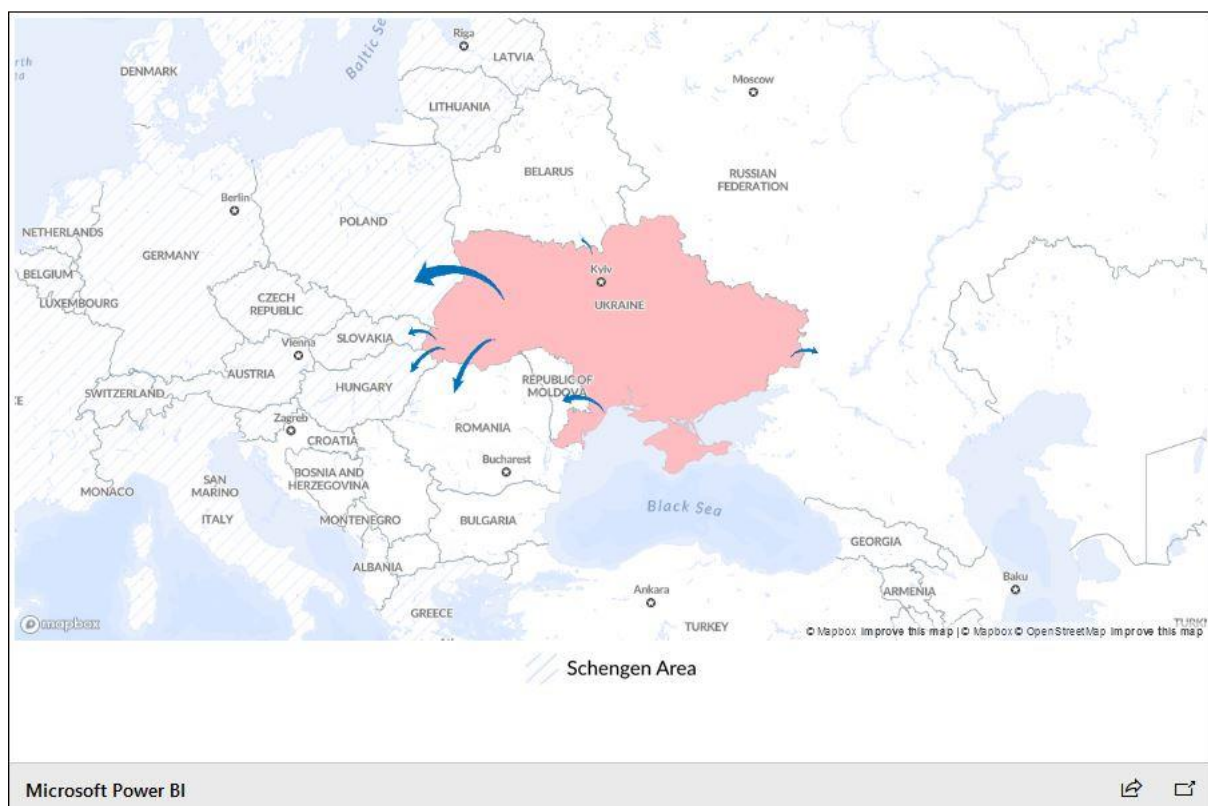 Riga
LATVIA
DENMARK
Baltic Se
Moscow
LITHUANIA
BELARUS
RUSSIAN
FEDERATION
Berlin
POLAND
NETHERLANDS
GERMANY
BELGIUM
Kyiv
LUXEMBOURG
CZECH
REPUBLIC
UKRAINE
SLOVAKIA
Vienna
AUSTRIA
SWITZERLAND
HUNGARY
REPUBLIC OF
MOLDOVA
Zagreb
CROATIA
ROMANIA
Bucharest
BOSNIA AND
HERZEGOVINA
MONACO
SAN
MARINO
ITALY
MONTENEGRO
BULGARIA
Black Sea
GEORGIA
ALBANIA
Baku
ARMENIA
Ankara
GREECE
TURKEY
mapbox
© Mapbox Improve this map | © Mapbox © OpenStreetMap Improve this map
Schengen Area
Microsoft Power BI